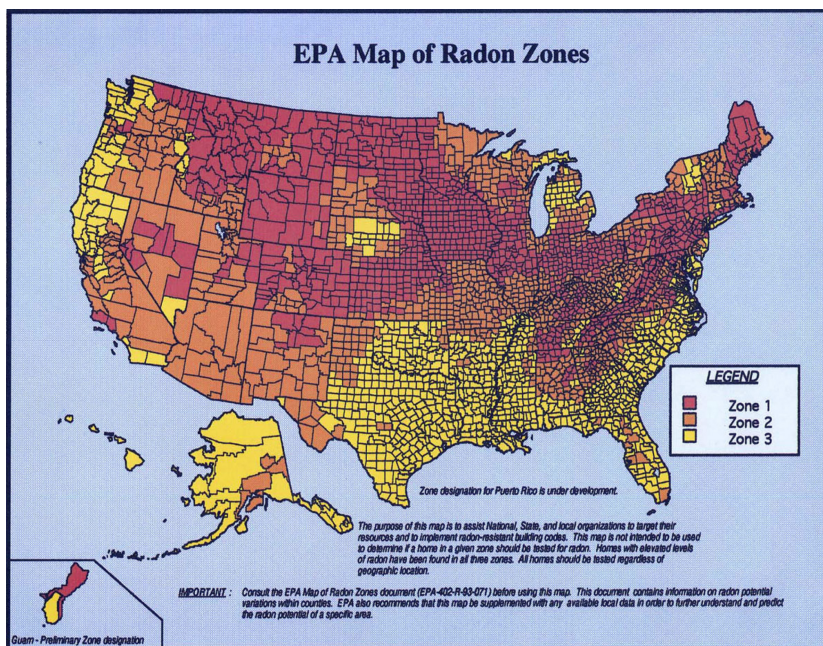 EPA Map of Radon Zones
LEGEND
Zone 1
Zone 2
Zone 3
Zone designation for Puerto Rico is under development.
The purpose of this map is to assist National, State, and local organizations to target their
resources and to implement radon-resistant building codes. This map is not intended to be used
to determine if a home in a given zone should be tested for radon. Homes with elevated levels
of radon have been found in all three zones. All homes should be tested regardless of
geographic location.
IMPORTANT : Consult the EPA Map of Radon Zones document (EPA-402-R-93-071) before using this map. This document contains information on radon potential
variations within counties. EPA also recommends that this map be supplemented with any available local data in order to further understand and predict
the radon potential of a specific area.
Guam - Preliminary Zone designation